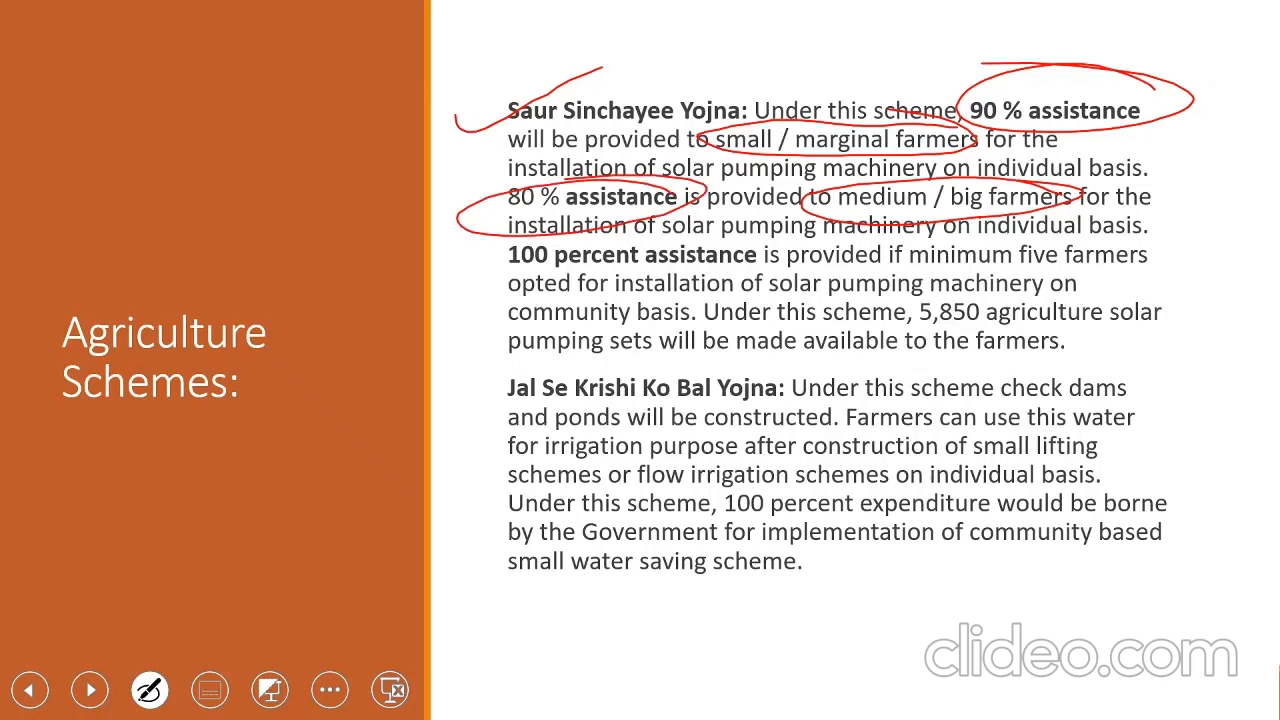 Agriculture
Schemes:
Saur Sinchayee Yojna: Under this scheme, 90 % assistance
will be provided to small / marginal farmers for the
installation of solar pumping machinery on individual basis.
80 % assistance is provided to medium / big farmers for the
installation of solar pumping machinery on individual basis.
100 percent assistance is provided if minimum five farmers
opted for installation of solar pumping machinery on
community basis. Under this scheme, 5,850 agriculture solar
pumping sets will be made available to the farmers.
Jal Se Krishi Ko Bal Yojna: Under this scheme check dams
and ponds will be constructed. Farmers can use this water
for irrigation purpose after construction of small lifting
schemes or flow irrigation schemes on individual basis.
Under this scheme, 100 percent expenditure would be borne
by the Government for implementation of community based
small water saving scheme.
clideo.com